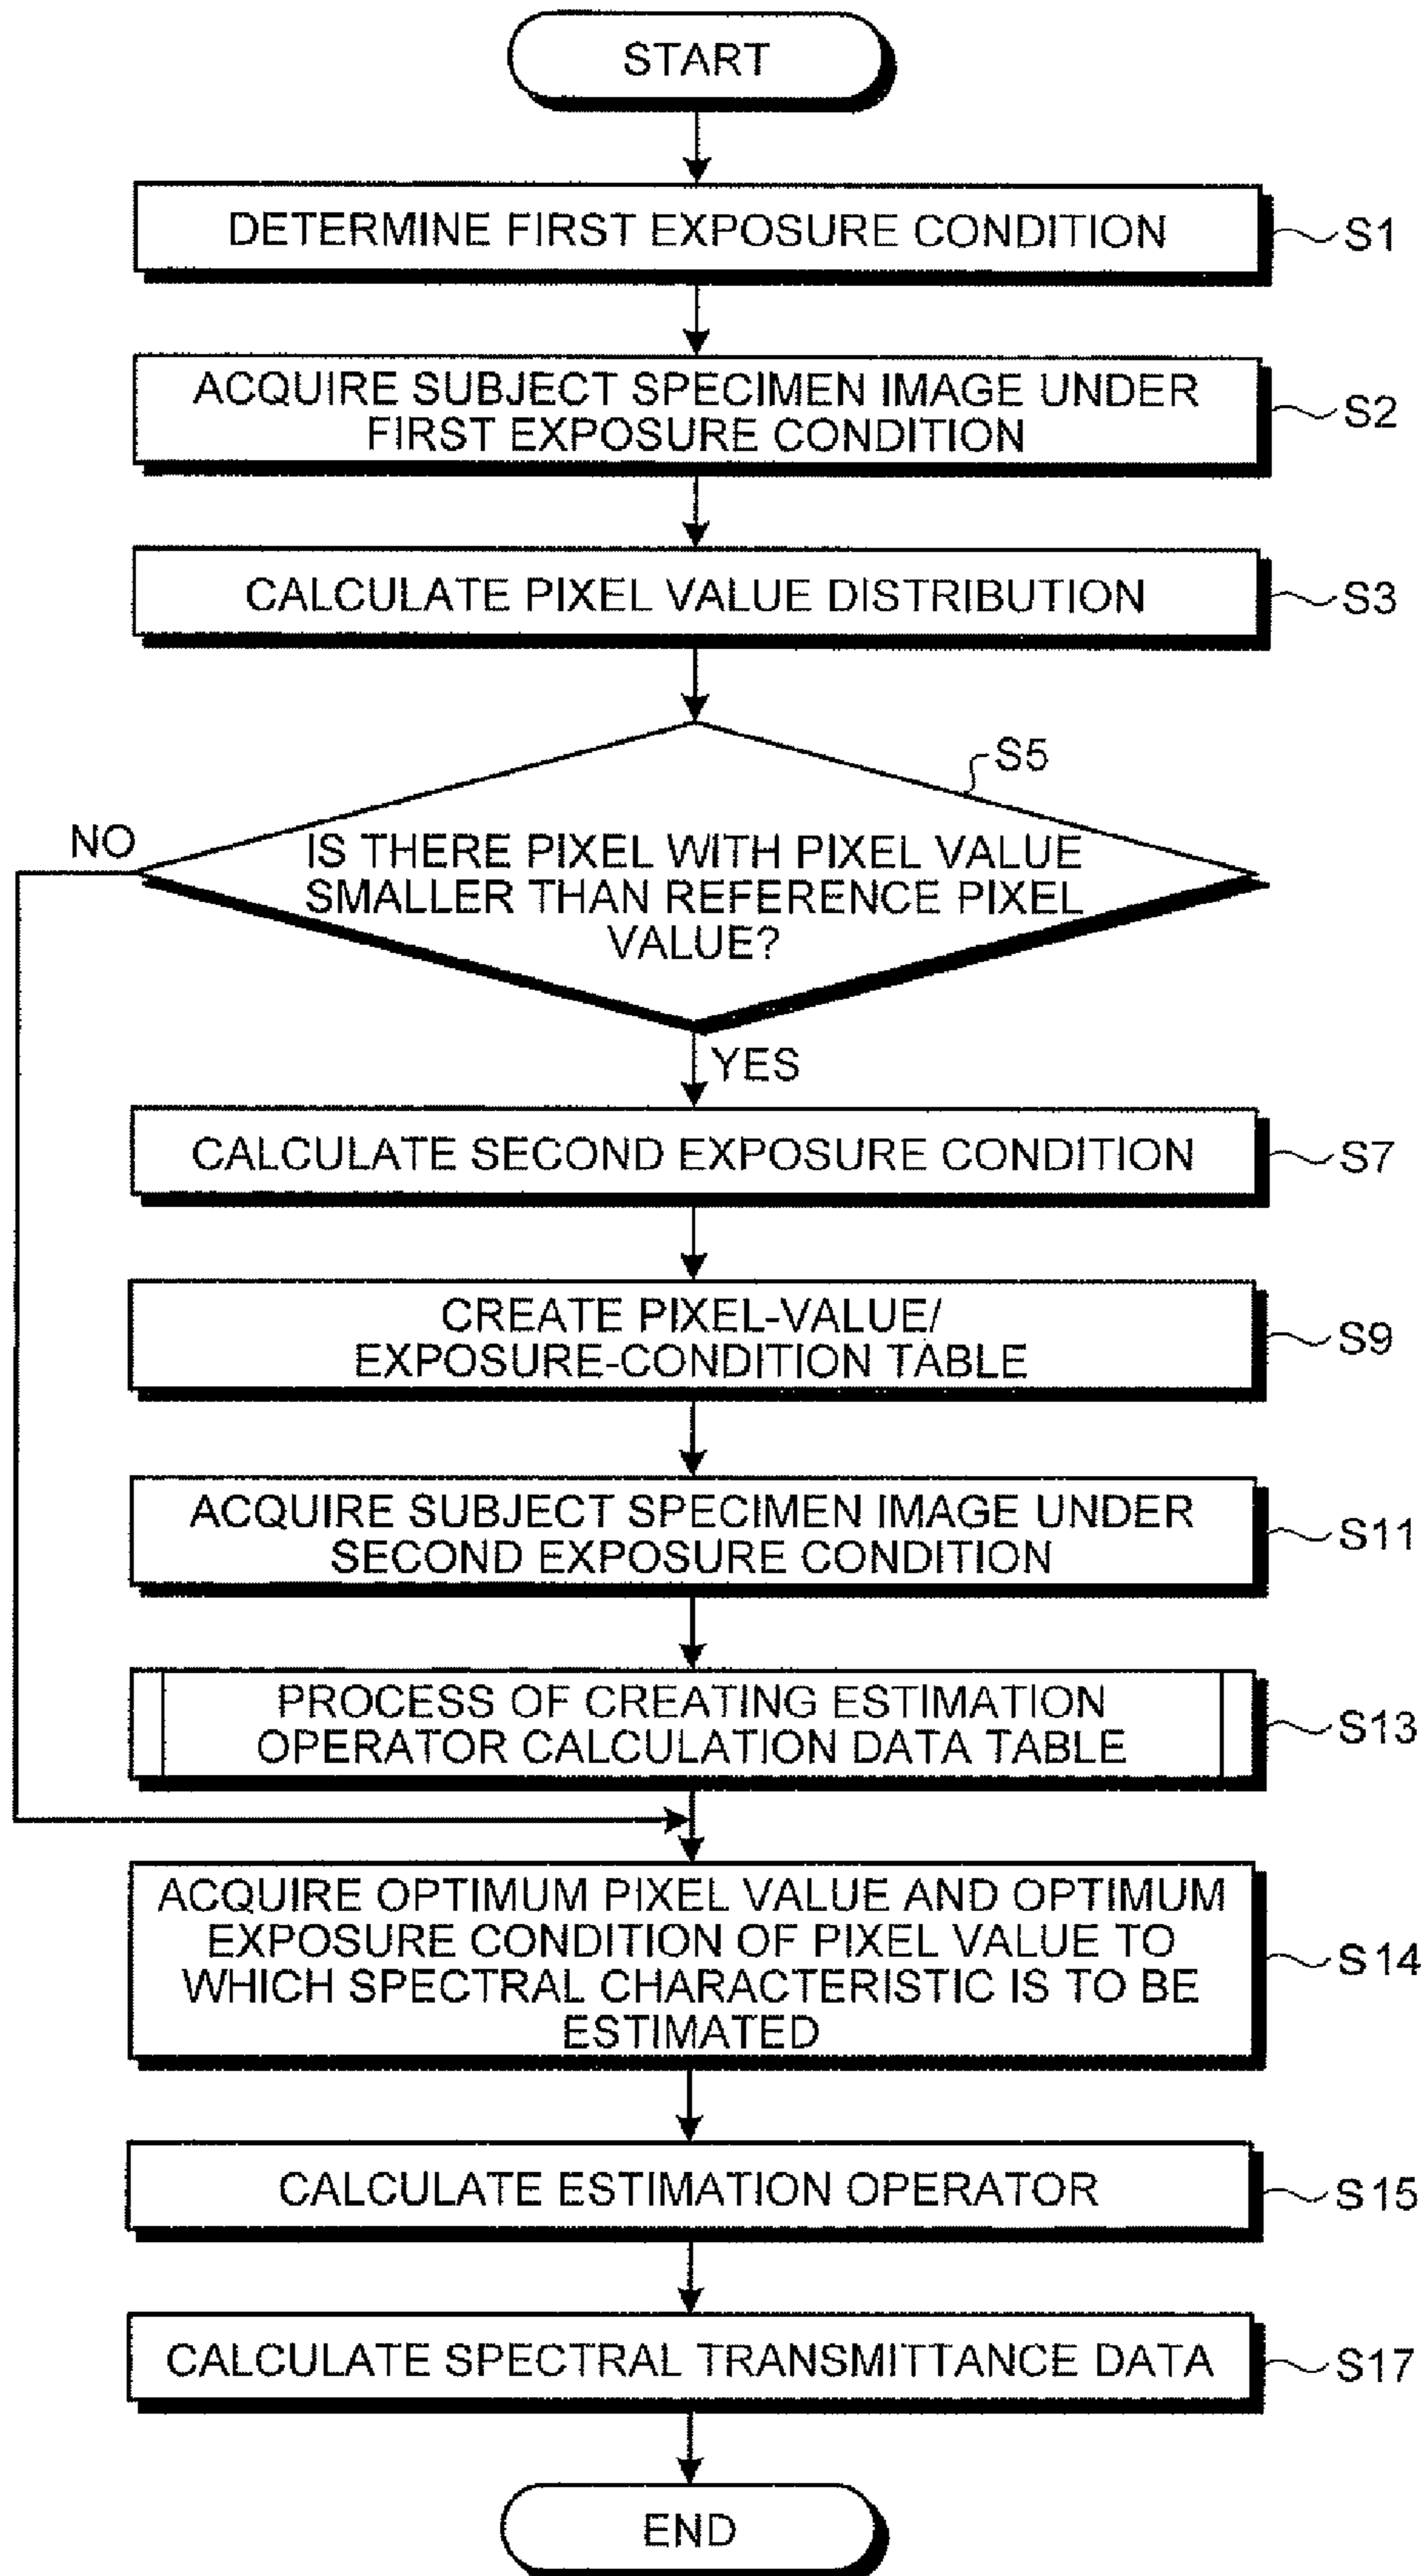 START
DETERMINE FIRST EXPOSURE CONDITION
S1
ACQUIRE SUBJECT SPECIMEN IMAGE UNDER
FIRST EXPOSURE CONDITION
S2
CALCULATE PIXEL VALUE DISTRIBUTION
S3
S5
NO
IS THERE PIXEL WITH PIXEL VALUE
SMALLER THAN REFERENCE PIXEL
VALUE?
YES
CALCULATE SECOND EXPOSURE CONDITION
S7
CREATE PIXEL-VALUE/
EXPOSURE-CONDITION TABLE
S9
ACQUIRE SUBJECT SPECIMEN IMAGE UNDER
SECOND EXPOSURE CONDITION
S11
PROCESS OF CREATING ESTIMATION
OPERATOR CALCULATION DATA TABLE
S13
ACQUIRE OPTIMUM PIXEL VALUE AND OPTIMUM
EXPOSURE CONDITION OF PIXEL VALUE TO
WHICH SPECTRAL CHARACTERISTIC IS TO BE
ESTIMATED
S14
CALCULATE ESTIMATION OPERATOR
S15
CALCULATE SPECTRAL TRANSMITTANCE DATA
S17
END